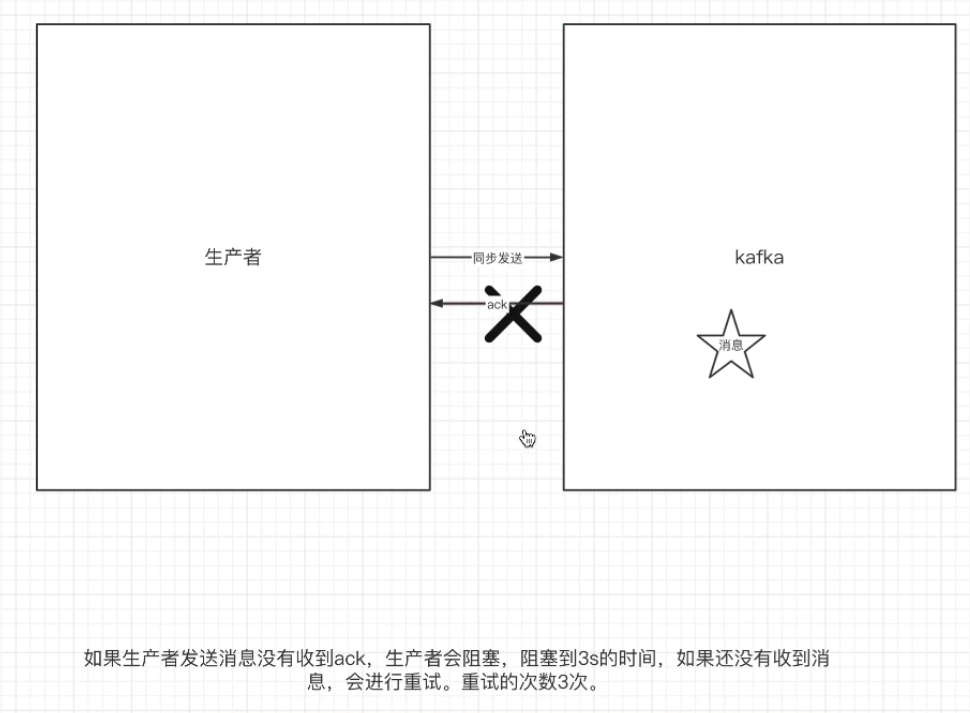 生产者
同步发送
kafka
ack
消息
如果生产者发送消息没有收到ack，生产者会阻塞，阻塞到3s的时间，如果还没有收到消
息，会进行重试。重试的次数3次。